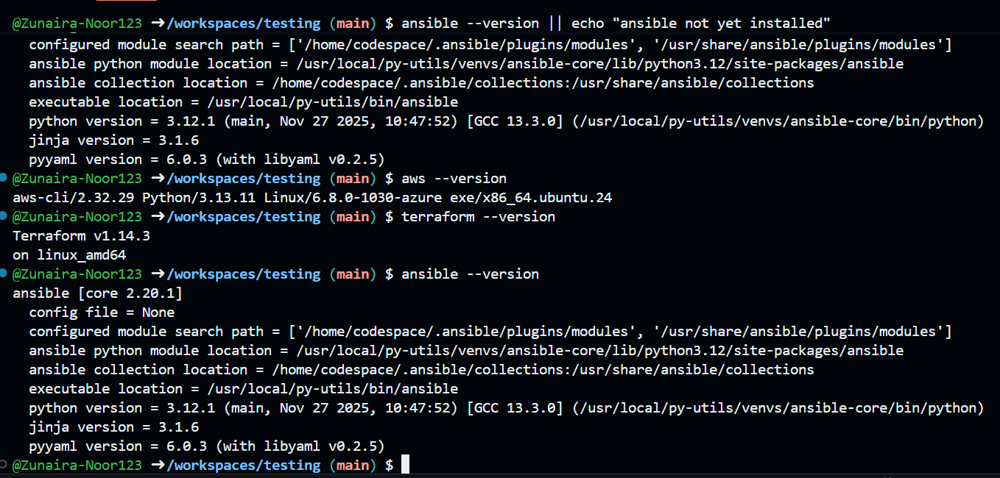 @Zunaira-Noor123 ➜/workspaces/testing (main) $ ansible --version || echo "ansible not yet installed"
  configured module search path = ['/home/codespace/.ansible/plugins/modules', '/usr/share/ansible/plugins/modules']
  ansible python module location = /usr/local/py-utils/venvs/ansible-core/lib/python3.12/site-packages/ansible
  ansible collection location = /home/codespace/.ansible/collections:/usr/share/ansible/collections
  executable location = /usr/local/py-utils/bin/ansible
  python version = 3.12.1 (main, Nov 27 2025, 10:47:52) [GCC 13.3.0] (/usr/local/py-utils/venvs/ansible-core/bin/python)
  jinja version = 3.1.6
  pyyaml version = 6.0.3 (with libyaml v0.2.5)
@Zunaira-Noor123 ➜/workspaces/testing (main) $ aws --version
aws-cli/2.32.29 Python/3.13.11 Linux/6.8.0-1030-azure exe/x86_64.ubuntu.24
@Zunaira-Noor123 ➜/workspaces/testing (main) $ terraform --version
Terraform v1.14.3
on linux_amd64
@Zunaira-Noor123 ➜/workspaces/testing (main) $ ansible --version
ansible [core 2.20.1]
  config file = None
  configured module search path = ['/home/codespace/.ansible/plugins/modules', '/usr/share/ansible/plugins/modules']
  ansible python module location = /usr/local/py-utils/venvs/ansible-core/lib/python3.12/site-packages/ansible
  ansible collection location = /home/codespace/.ansible/collections:/usr/share/ansible/collections
  executable location = /usr/local/py-utils/bin/ansible
  python version = 3.12.1 (main, Nov 27 2025, 10:47:52) [GCC 13.3.0] (/usr/local/py-utils/venvs/ansible-core/bin/python)
  jinja version = 3.1.6
  pyyaml version = 6.0.3 (with libyaml v0.2.5)
@Zunaira-Noor123 ➜/workspaces/testing (main) $